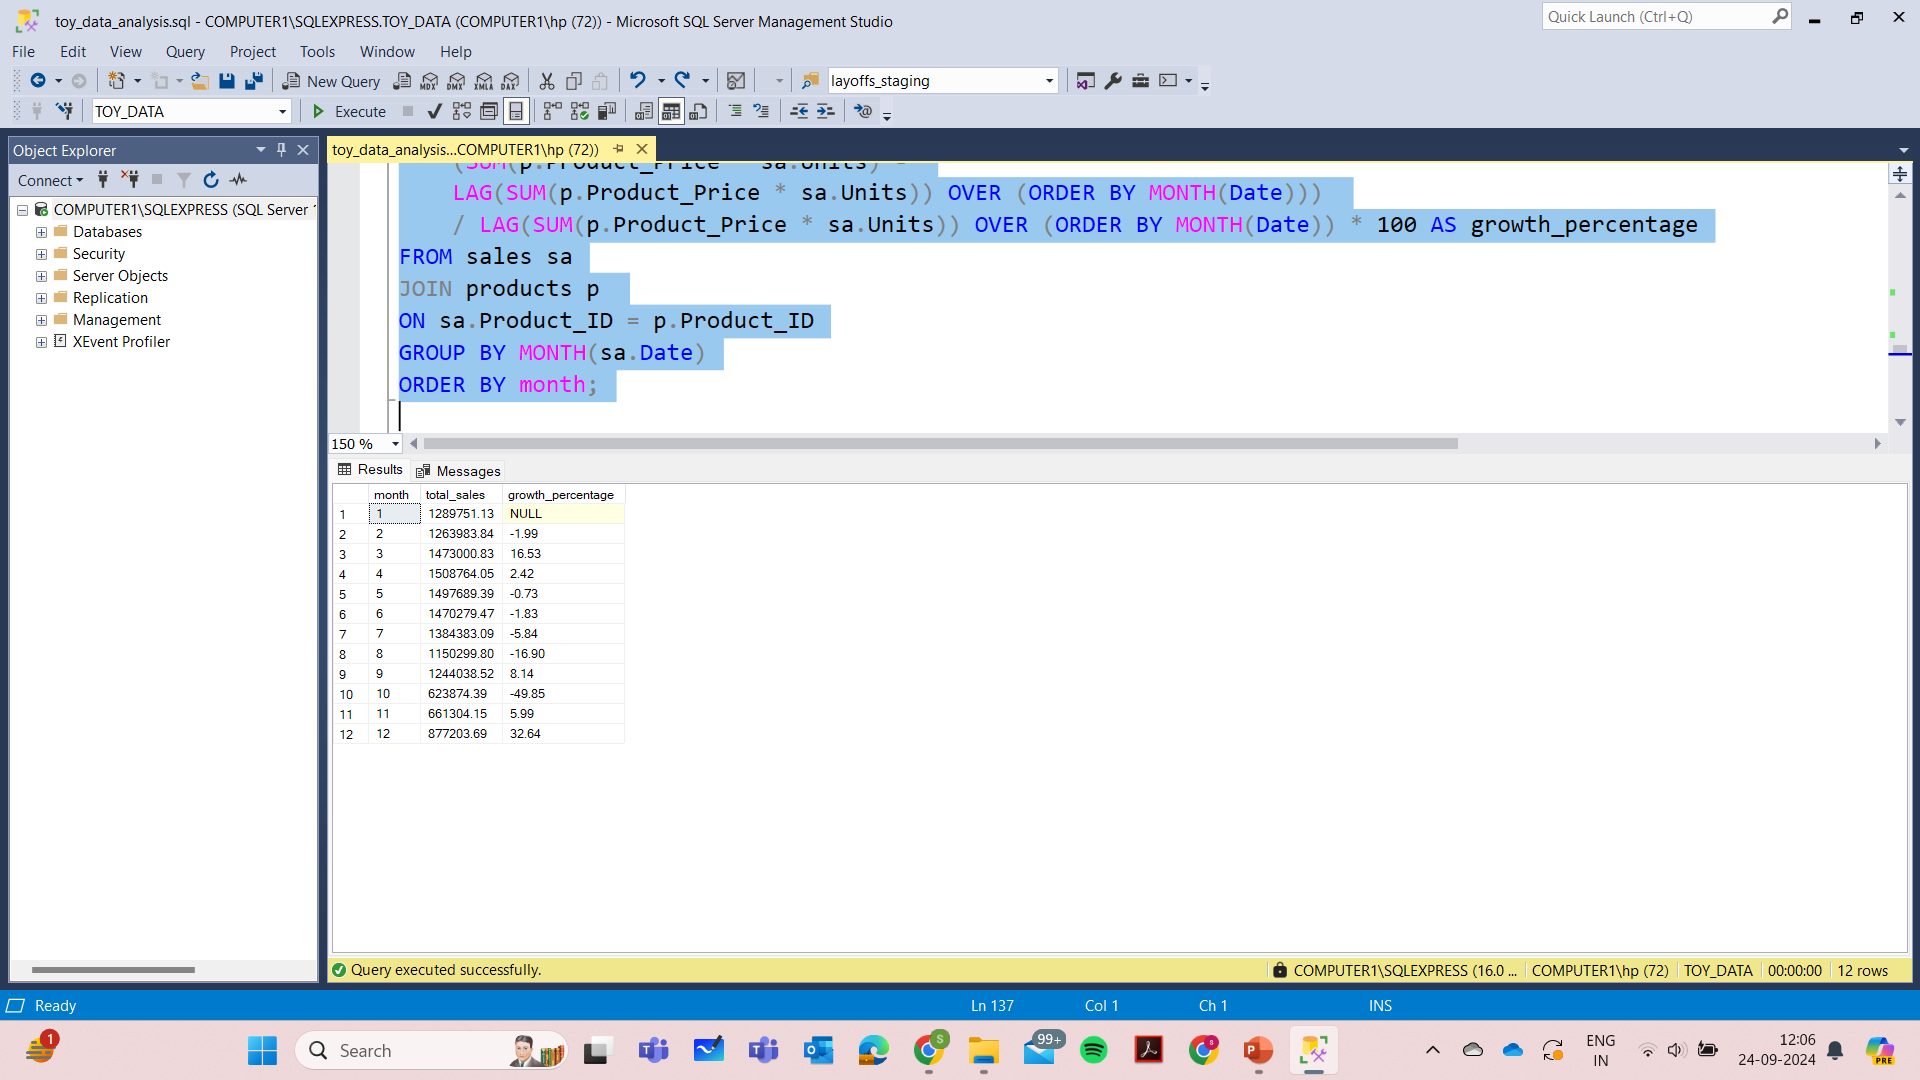 toy_data_analysis.sql - COMPUTER1\SQLEXPRESS.TOY_DATA (COMPUTER1\hp (72)) - Microsoft SQL Server Management Studio
Quick Launch (Ctrl+Q)
File Edit View Query Project Tools Window Help
New Query MDX DMX XMLA DAX layoffs_staging
TOY_DATA Execute
Object Explorer
Connect
COMPUTER1\SQLEXPRESS (SQL Server
Databases
Security
Server Objects
Replication
Management
XEvent Profiler
toy_data_analysis...COMPUTER1\hp (72))
(SUM(p.Product_Price * sa.Units) -
LAG(SUM(p.Product_Price * sa.Units)) OVER (ORDER BY MONTH(Date)))
/ LAG(SUM(p.Product_Price * sa.Units)) OVER (ORDER BY MONTH(Date)) * 100 AS growth_percentage
FROM sales sa
JOIN products p
ON sa.Product_ID = p.Product_ID
GROUP BY MONTH(sa.Date)
ORDER BY month;
150 %
Results Messages
month total_sales growth_percentage
1 1 1289751.13 NULL
2 2 1263983.84 -1.99
3 3 1473000.83 16.53
4 4 1508764.05 2.42
5 5 1497689.39 -0.73
6 6 1470279.47 -1.83
7 7 1384383.09 -5.84
8 8 1150299.80 -16.90
9 9 1244038.52 8.14
10 10 623874.39 -49.85
11 11 661304.15 5.99
12 12 877203.69 32.64
Query executed successfully. COMPUTER1\SQLEXPRESS (16.0 ... COMPUTER1\hp (72) TOY_DATA 00:00:00 12 rows
Ready Ln 137 Col 1 Ch 1 INS
1 Search 99+ ENG IN 12:06 24-09-2024 PRE